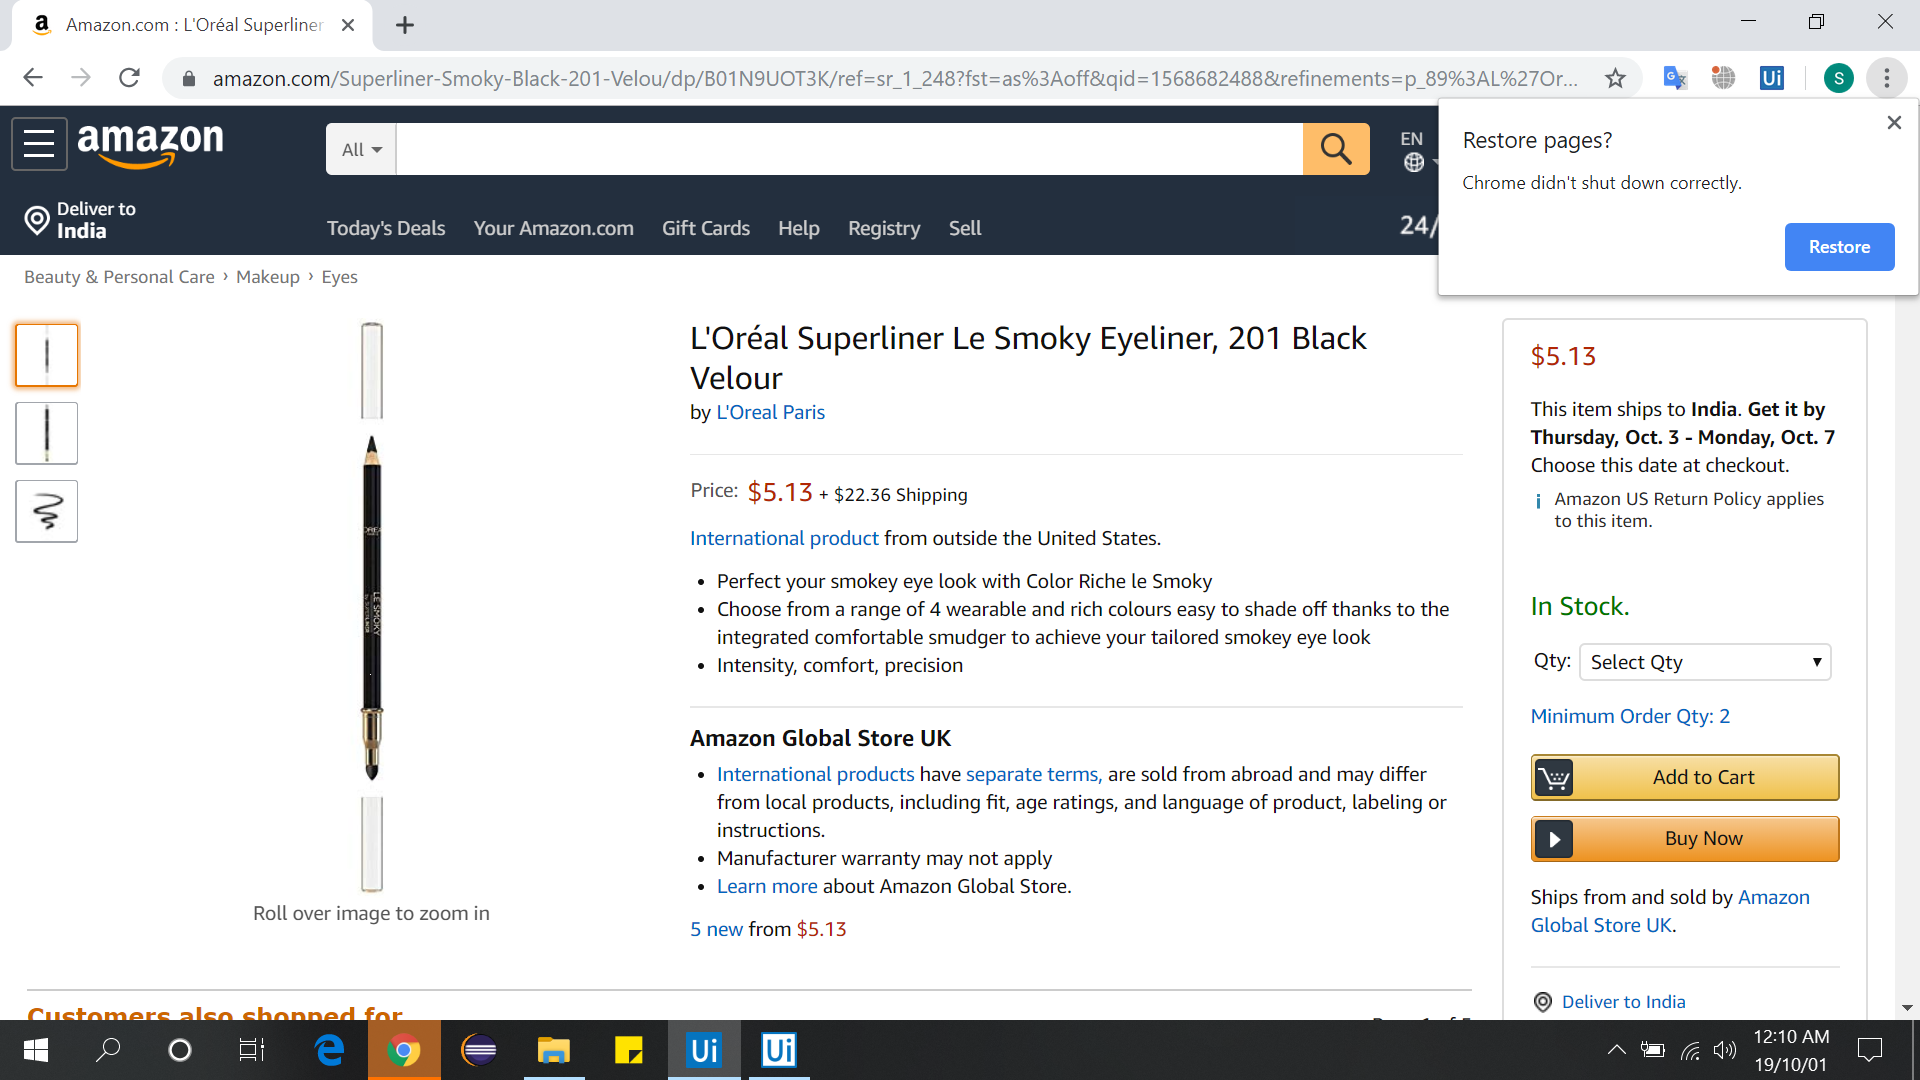 Amazon.com : L'Oréal Superliner
amazon.com/Superliner-Smoky-Black-201-Velou/dp/B01N9UOT3K/ref=sr_1_248?fst=as%3Aoff&qid=1568682488&refinements=p_89%3AL%27Or...
Ui
S
Restore pages?
Chrome didn't shut down correctly.
Restore
amazon
All
EN
Deliver to
India
Today's Deals
Your Amazon.com
Gift Cards
Help
Registry
Sell
24/
Beauty & Personal Care › Makeup › Eyes
LE SMOKY
L'Oréal Superliner Le Smoky Eyeliner, 201 Black
Velour
by L'Oreal Paris
Price: $5.13 + $22.36 Shipping
International product from outside the United States.
• Perfect your smokey eye look with Color Riche le Smoky
• Choose from a range of 4 wearable and rich colours easy to shade off thanks to the
integrated comfortable smudger to achieve your tailored smokey eye look
• Intensity, comfort, precision
Amazon Global Store UK
• International products have separate terms, are sold from abroad and may differ
from local products, including fit, age ratings, and language of product, labeling or
instructions.
• Manufacturer warranty may not apply
• Learn more about Amazon Global Store.
5 new from $5.13
Roll over image to zoom in
$5.13
This item ships to India. Get it by
Thursday, Oct. 3 - Monday, Oct. 7
Choose this date at checkout.
Amazon US Return Policy applies
to this item.
In Stock.
Qty: Select Qty
Minimum Order Qty: 2
Add to Cart
Buy Now
Ships from and sold by Amazon
Global Store UK.
Deliver to India
Customers also shopped for
Page 1 of 5
Ui
Ui
12:10 AM
19/10/01